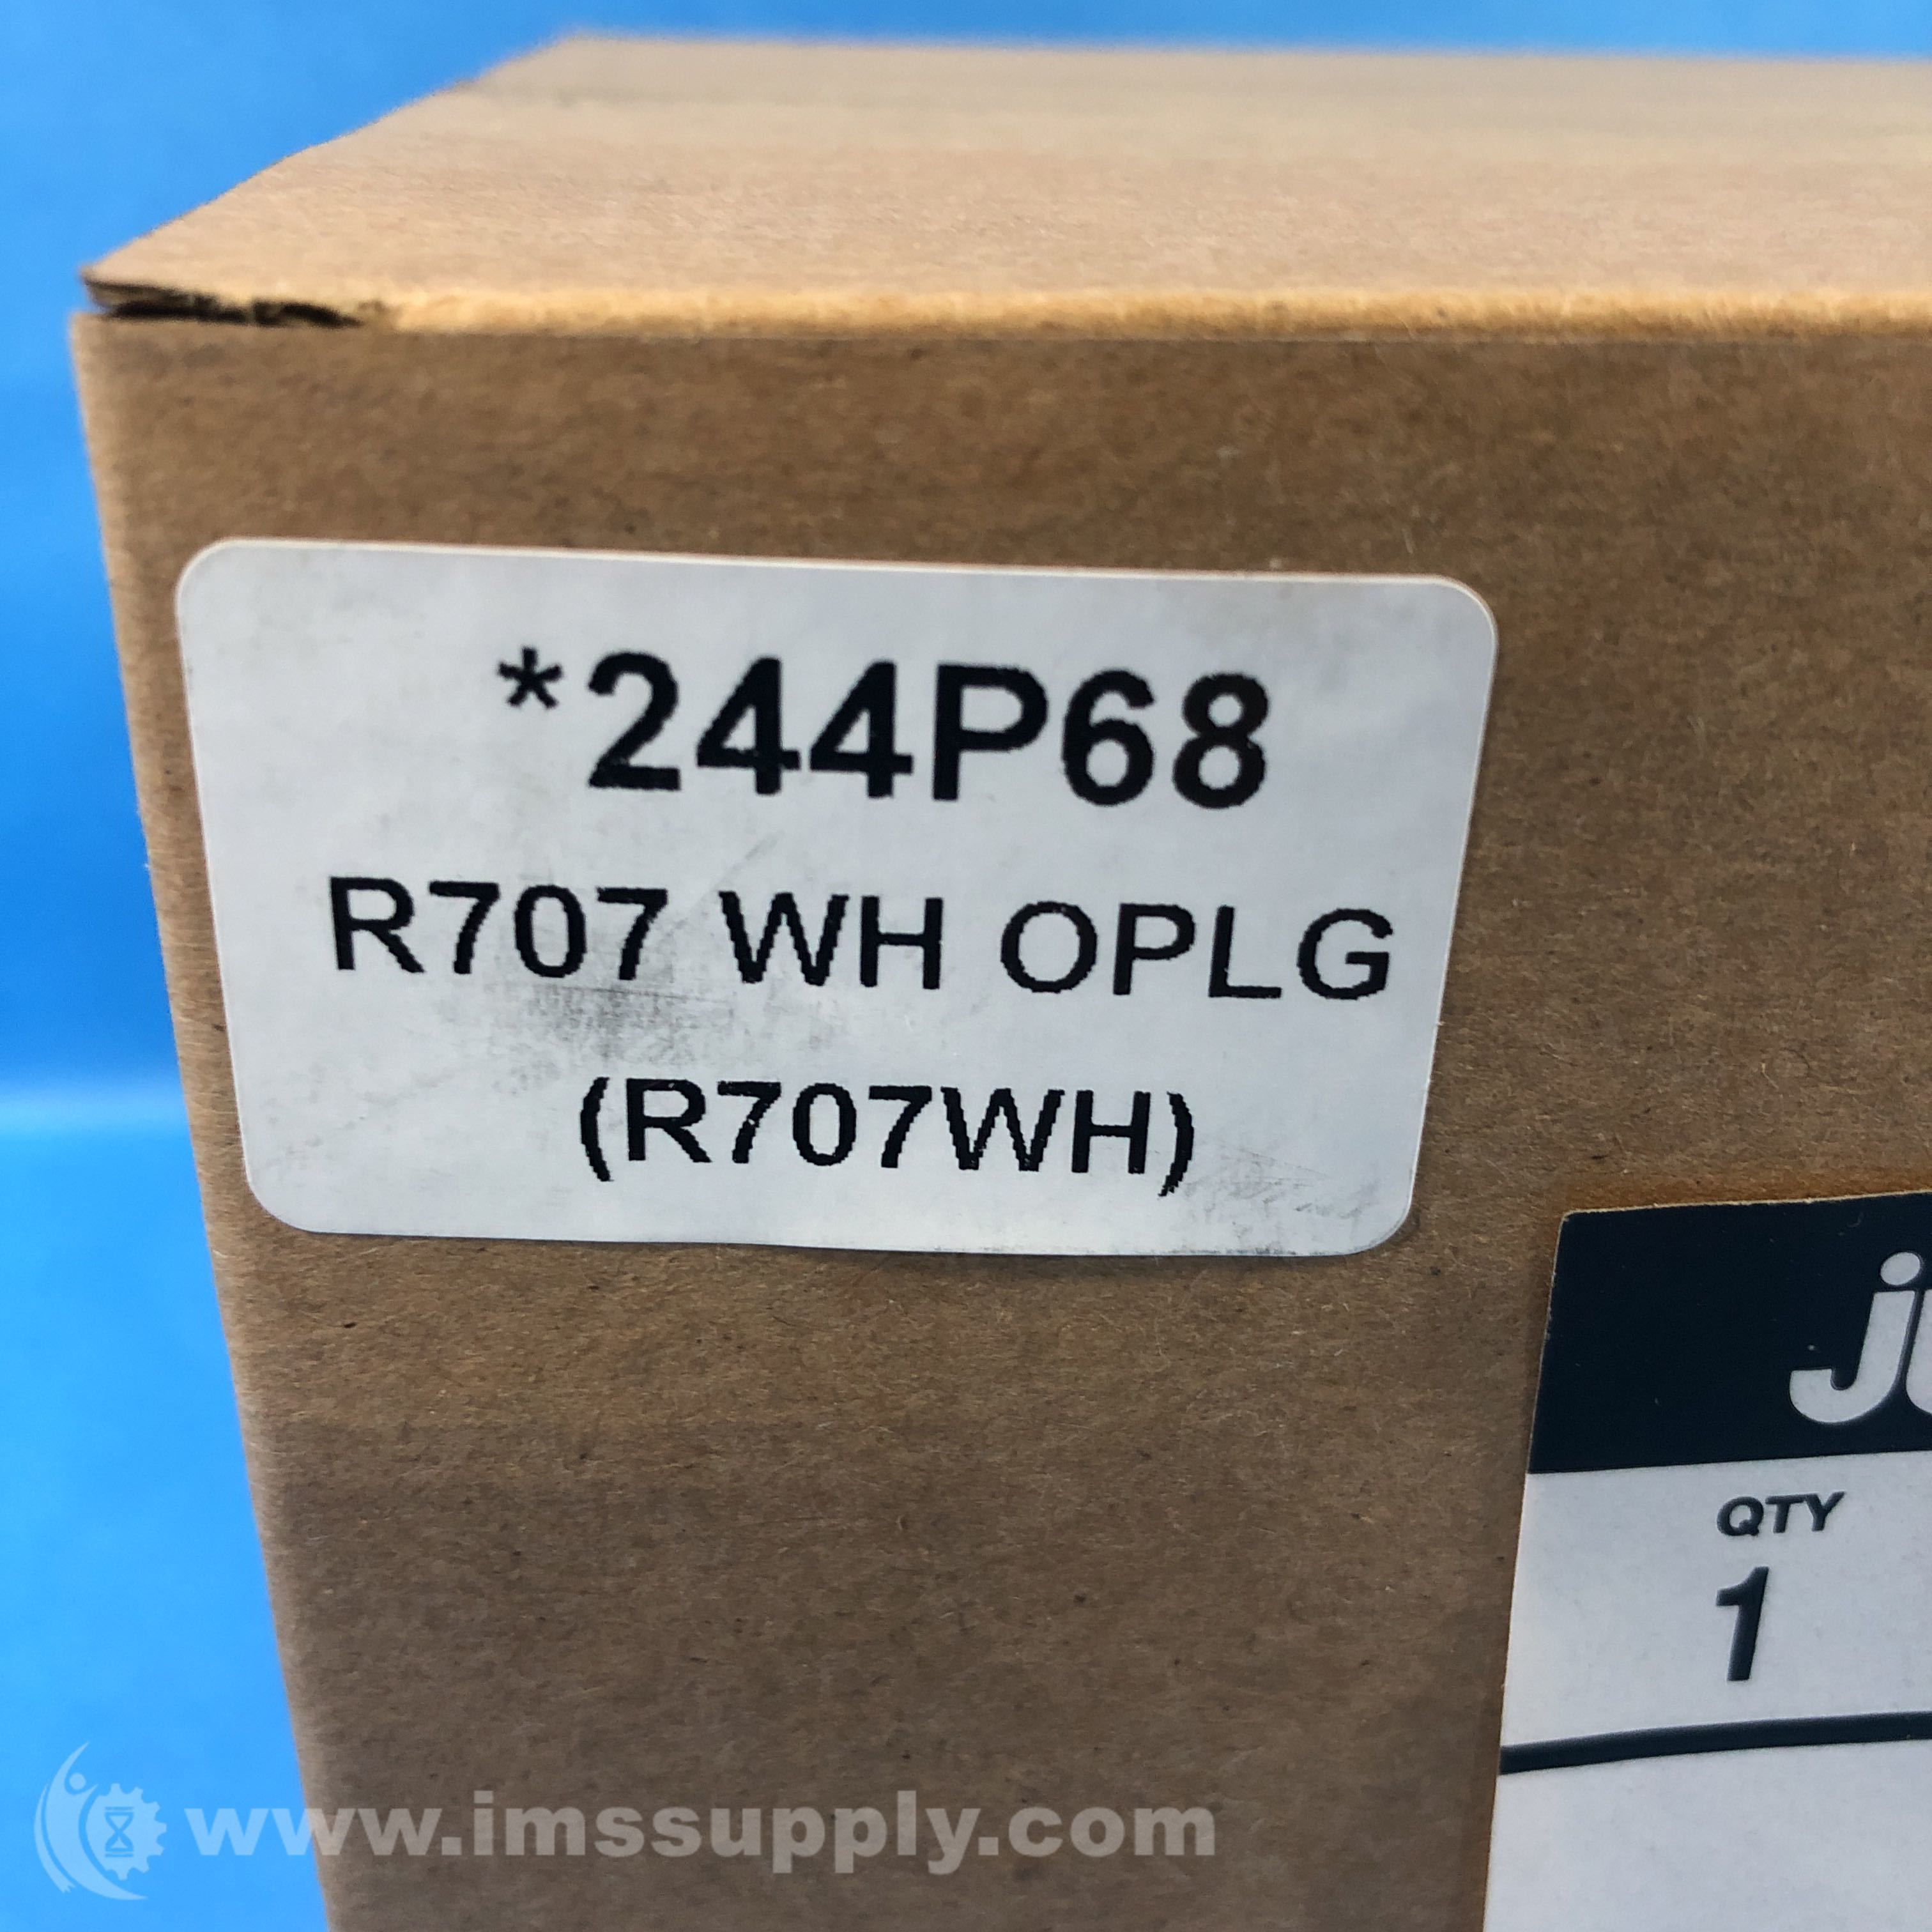 *244P68
R707 WH OPLG
(R707WH)
QTY
1
www.imssupply.com